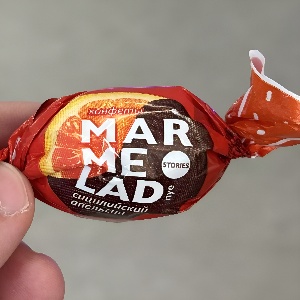 конфеты
MAR
ME
STORIES
LAD
сицилийский
апельсин